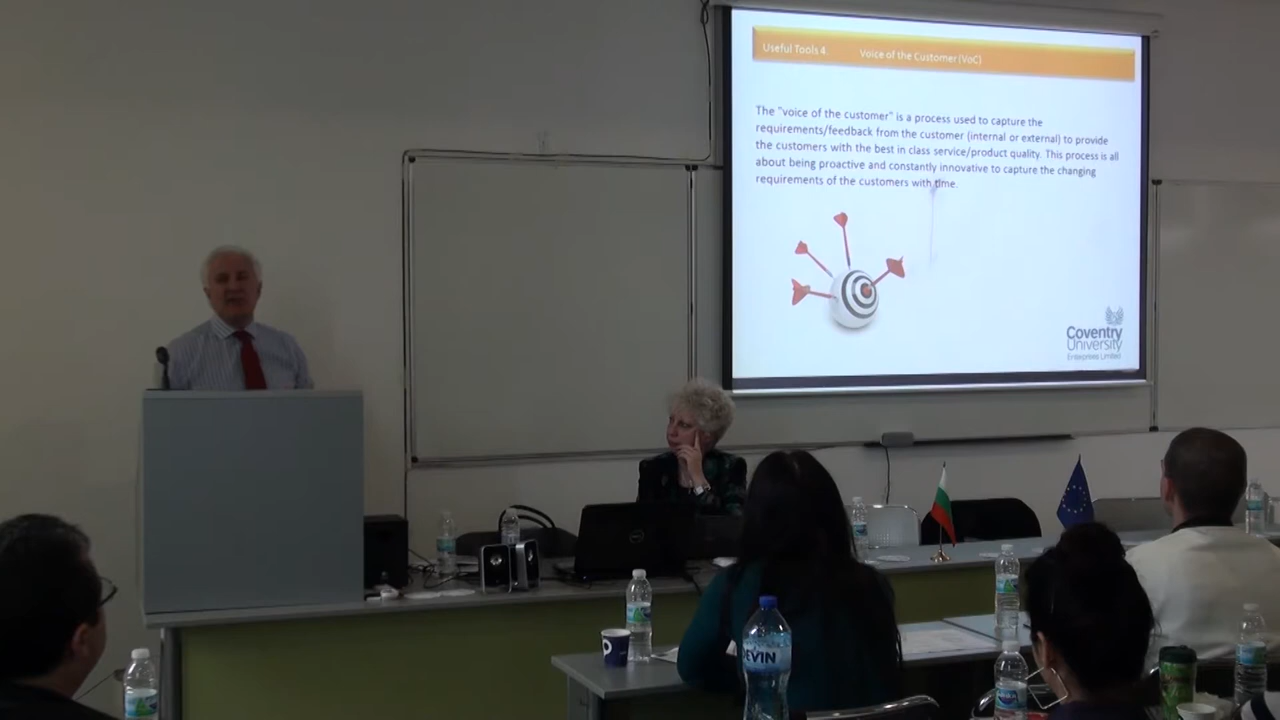 Useful Tools 4. Voice of the Customer (VoC)
The "voice of the customer" is a process used to capture the
requirements/feedback from the customer (internal or external) to provide
the customers with the best in class service/product quality. This process is all
about being proactive and constantly innovative to capture the changing
requirements of the customers with time.
Coventry
University
Enterprises Limited
DEVIN